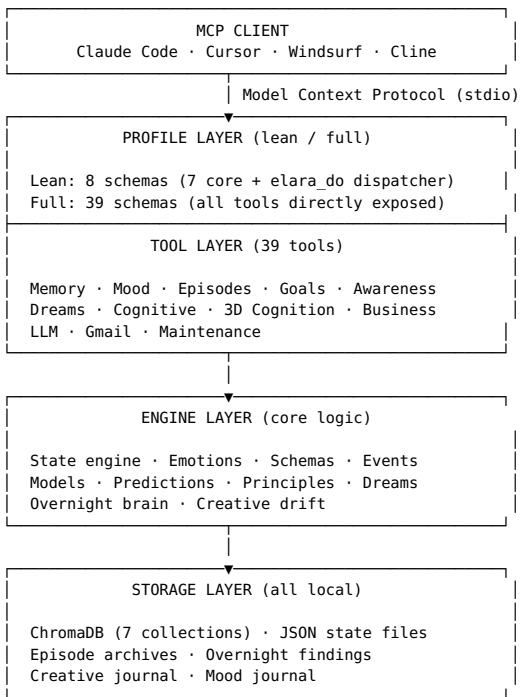 MCP CLIENT
Claude Code · Cursor · Windsurf · Cline
Model Context Protocol (stdio)
PROFILE LAYER (lean / full)
Lean: 8 schemas (7 core + elara_do dispatcher)
Full: 39 schemas (all tools directly exposed)
TOOL LAYER (39 tools)
Memory · Mood · Episodes · Goals · Awareness
Dreams · Cognitive · 3D Cognition · Business
LLM · Gmail · Maintenance
ENGINE LAYER (core logic)
State engine · Emotions · Schemas · Events
Models · Predictions · Principles · Dreams
Overnight brain · Creative drift
STORAGE LAYER (all local)
ChromaDB (7 collections) · JSON state files
Episode archives · Overnight findings
Creative journal · Mood journal